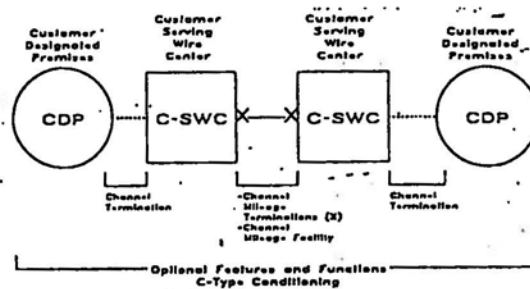 Customer
Designated
Premises
Customer
Serving
Wire
Center
Customer
Serving
Wire
Center
Customer
Designated
Premises
CDP
C-SWC
X
X
C-SWC
CDP
Channel
Termination
•Channel
Mileage
Terminations (X)
•Channel
Mileage Facility
Channel
Termination
Optional Features and Functions
C-Type Conditioning